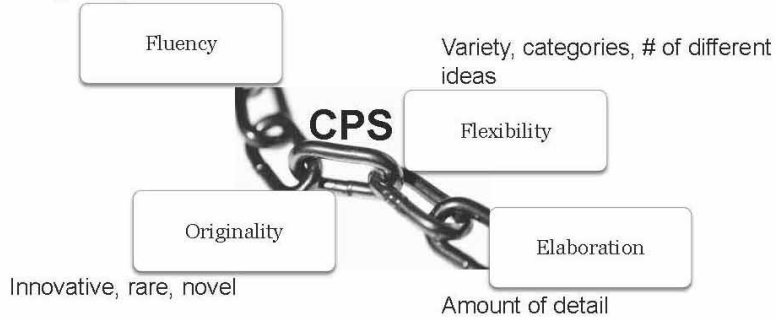 Fluency
Variety, categories, # of different
ideas
CPS
Flexibility
Originality
Elaboration
Innovative, rare, novel
Amount of detail